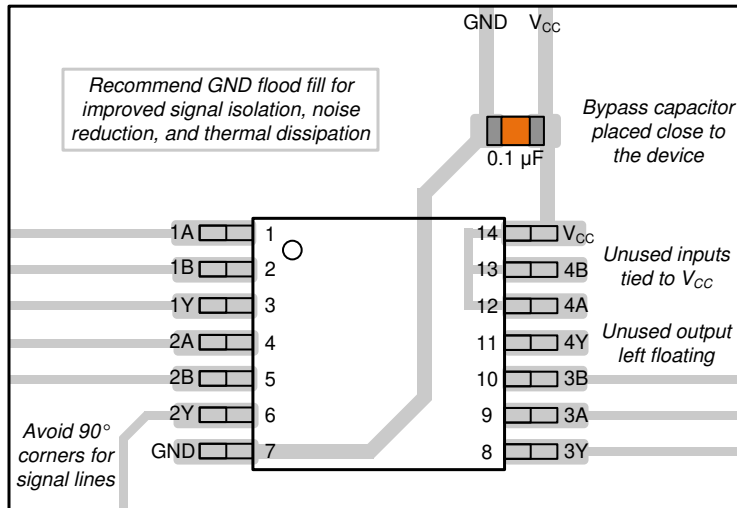 GND VCC
Recommend GND flood fill for
improved signal isolation, noise
reduction, and thermal dissipation
Bypass capacitor
placed close to
the device
0.1 µF
1A 1 14 VCC
1B 2 13 4B
Unused inputs
tied to VCC
1Y 3 12 4A
2A 4 11 4Y
Unused output
left floating
2B 5 10 3B
2Y 6 9 3A
GND 7 8 3Y
Avoid 90°
corners for
signal lines